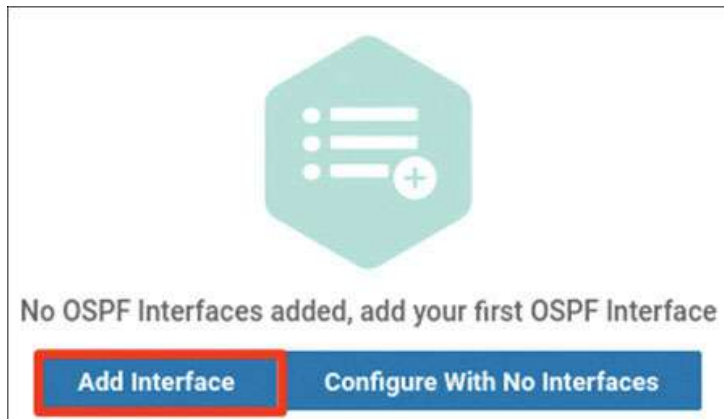 No OSPF Interfaces added, add your first OSPF Interface
Add Interface
Configure With No Interfaces